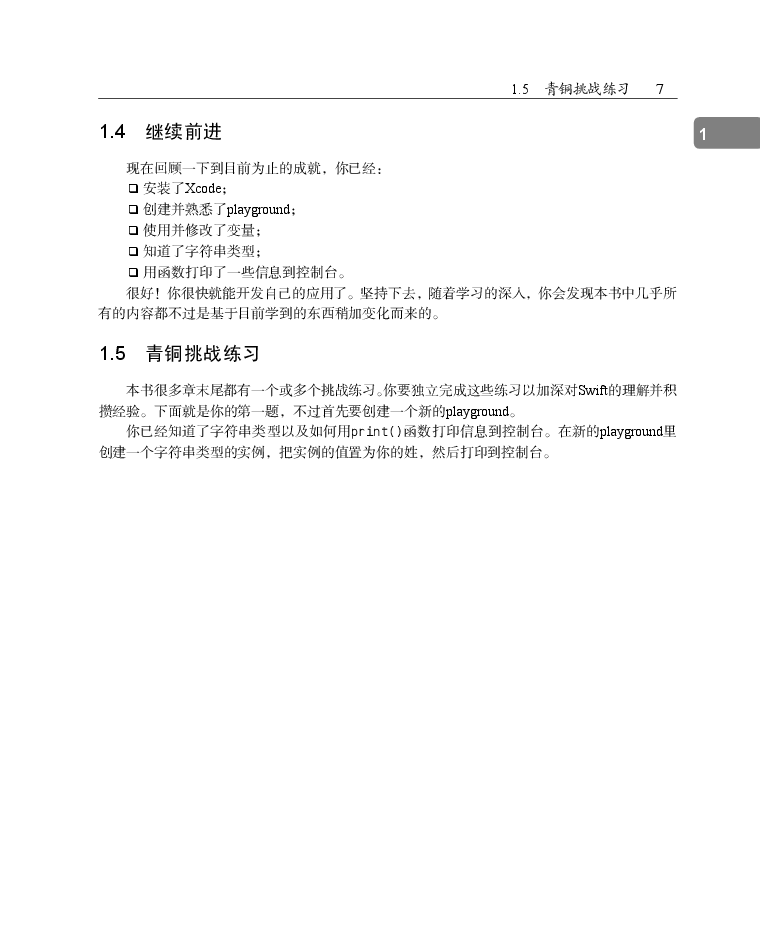 1.5 青铜挑战练习 7
1
1.4 继续前进
现在回顾一下到目前为止的成就，你已经：
❑ 安装了Xcode；
❑ 创建并熟悉了playground；
❑ 使用并修改了变量；
❑ 知道了字符串类型；
❑ 用函数打印了一些信息到控制台。
很好！你很快就能开发自己的应用了。坚持下去，随着学习的深入，你会发现本书中几乎所
有的内容都不过是基于目前学到的东西稍加变化而来的。
1.5 青铜挑战练习
本书很多章末尾都有一个或多个挑战练习。你要独立完成这些练习以加深对Swift的理解并积
攒经验。下面就是你的第一题，不过首先要创建一个新的playground。
你已经知道了字符串类型以及如何用print()函数打印信息到控制台。在新的playground里
创建一个字符串类型的实例，把实例的值置为你的姓，然后打印到控制台。